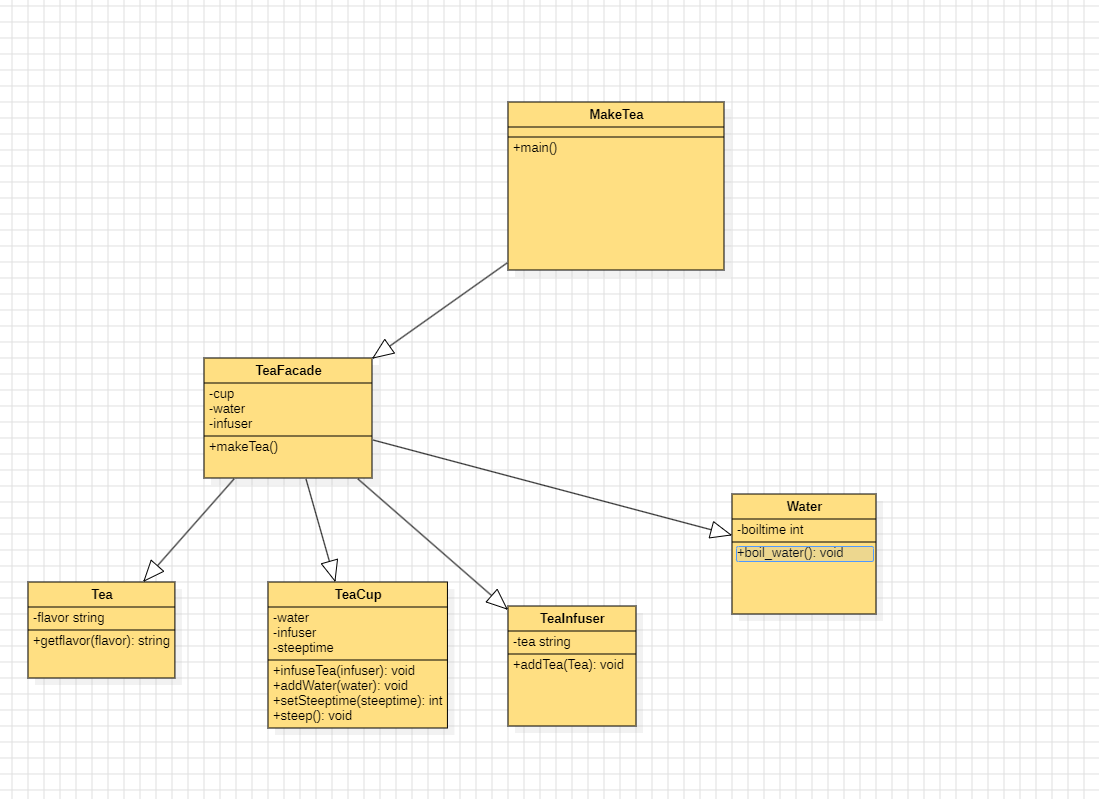 MakeTea
+main()
TeaFacade
-cup
-water
-infuser
+makeTea()
Water
-boiltime int
+boil_water(): void
Tea
-flavor string
+getflavor(flavor): string
TeaCup
-water
-infuser
-steeptime
+infuseTea(infuser): void
+addWater(water): void
+setSteeptime(steeptime): int
+steep(): void
TeaInfuser
-tea string
+addTea(Tea): void